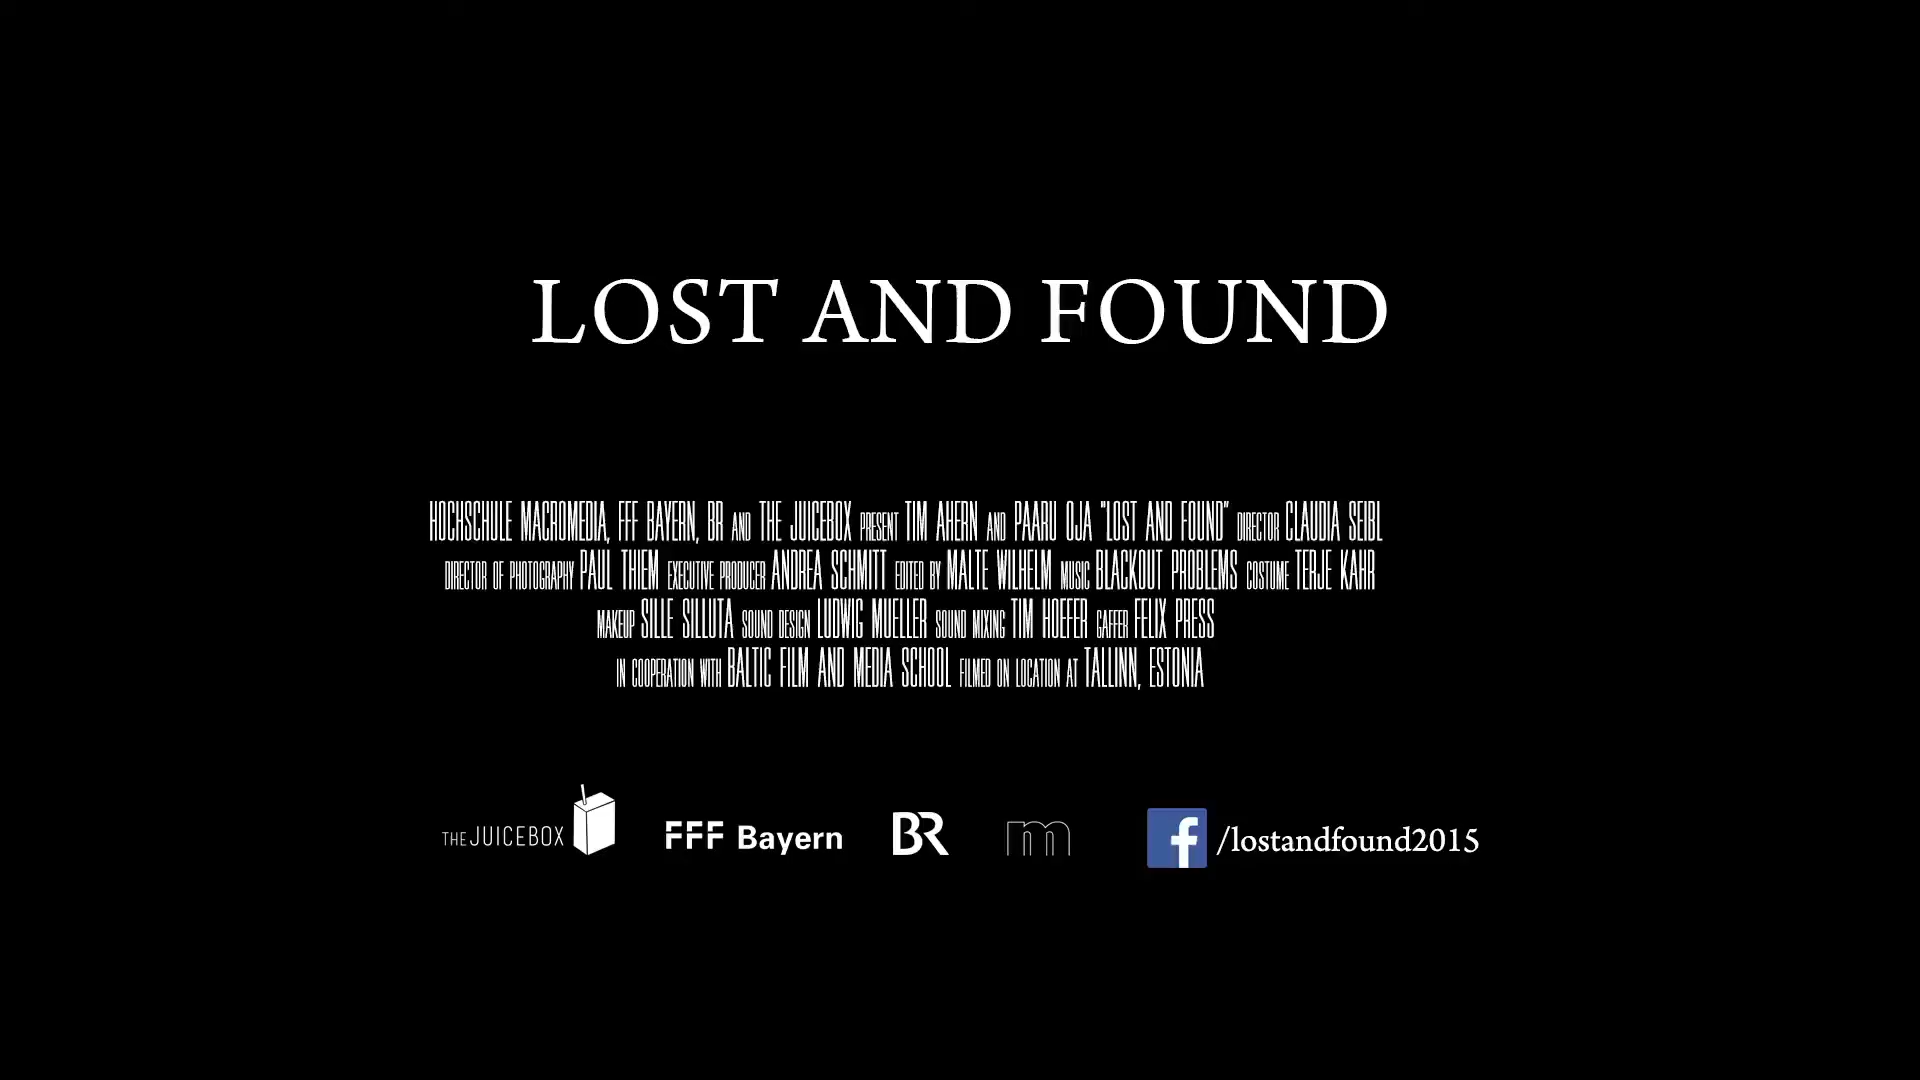 LOST AND FOUND
HOCHSCHULE MACROMEDIA, FFF BAYERN, BR AND THE JUICEBOX PRESENT TIM AHERN AND PAARU OJA "LOST AND FOUND" DIRECTOR CLAUDIA SEIBL
DIRECTOR OF PHOTOGRAPHY PAUL THIEM EXECUTIVE PRODUCER ANDREA SCHMITT EDITED BY MALTE WILHELM MUSIC BLACKOUT PROBLEMS COSTUME TERJE KAHR
MAKEUP SILLE SILLUTA SOUND DESIGN LUDWIG MUELLER SOUND MIXING TIM HOEFER GAFFER FELIX PRESS
IN COOPERATION WITH BALTIC FILM AND MEDIA SCHOOL FILMED ON LOCATION AT TALLINN, ESTONIA
THE JUICEBOX FFF Bayern BR m f /lostandfound2015